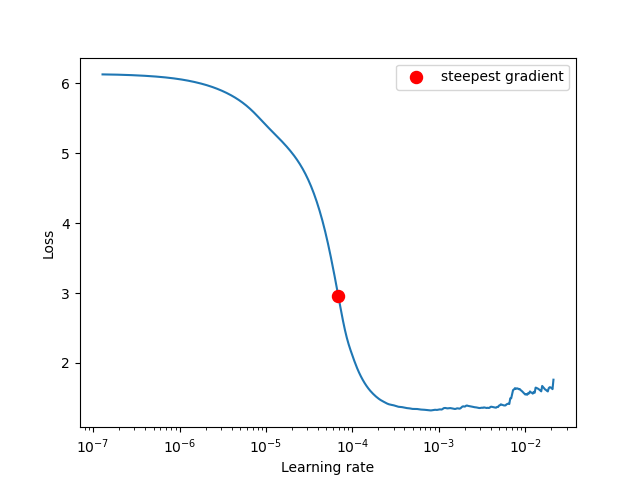 steepest gradient
Loss
6
5
4
3
2
10⁻⁷ 10⁻⁶ 10⁻⁵ 10⁻⁴ 10⁻³ 10⁻²
Learning rate